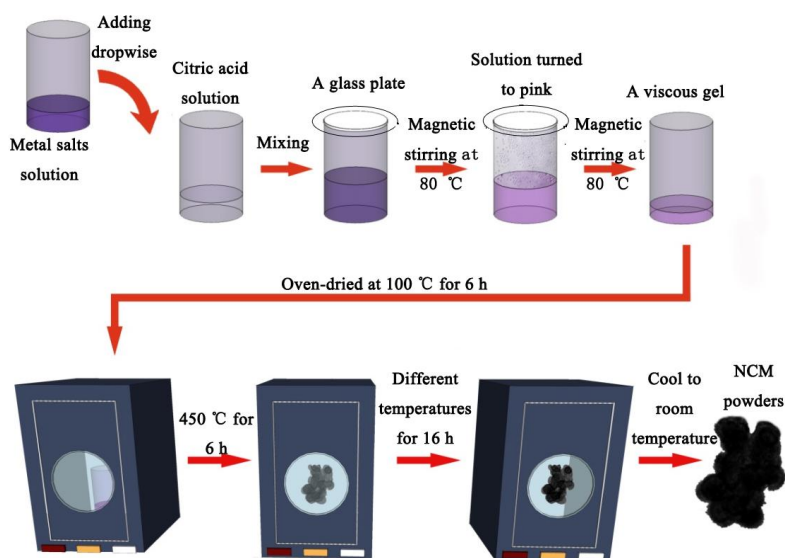 Adding
dropwise
Metal salts
solution
Citric acid
solution
Mixing
A glass plate
Magnetic
stirring at
80 ℃
Solution turned
to pink
Magnetic
stirring at
80 ℃
A viscous gel
Oven-dried at 100 ℃ for 6 h
450 ℃ for
6 h
Different
temperatures
for 16 h
Cool to
room
temperature
NCM
powders